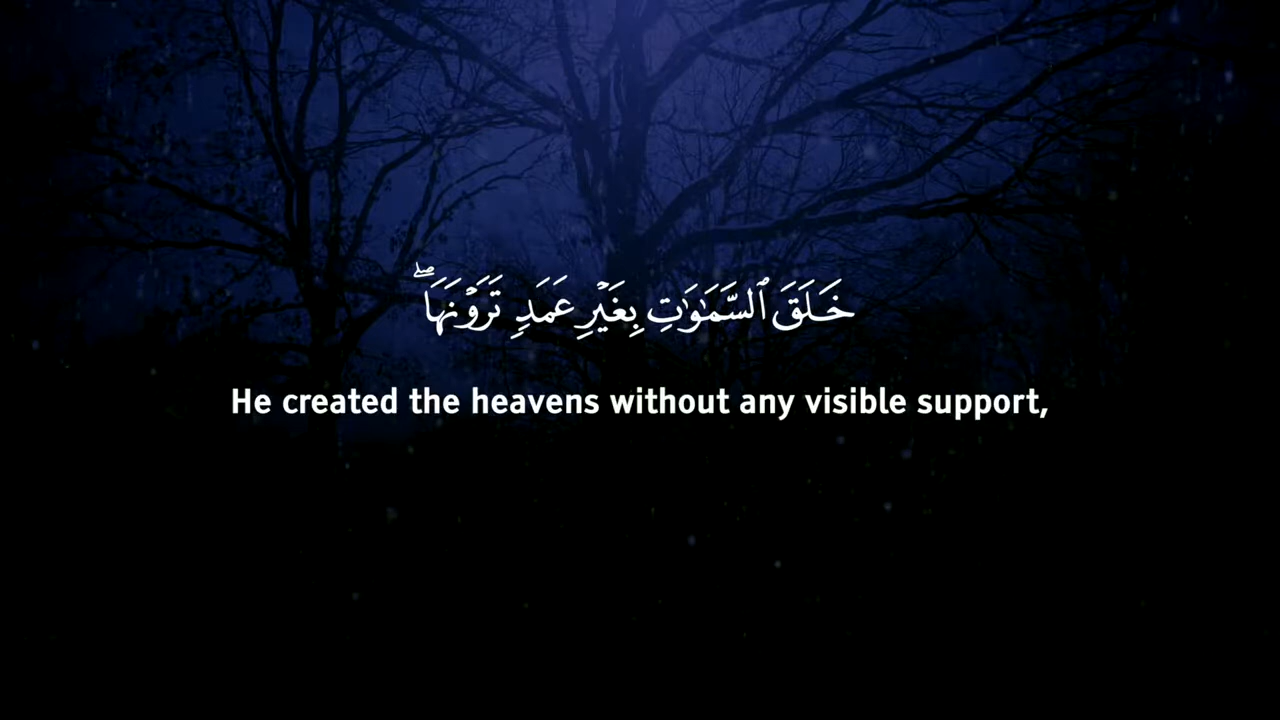 خَلَقَ ٱلسَّمَـٰوَٰتِ بِغَيْرِ عَمَدٍ تَرَوْنَهَا ۖ
He created the heavens without any visible support,